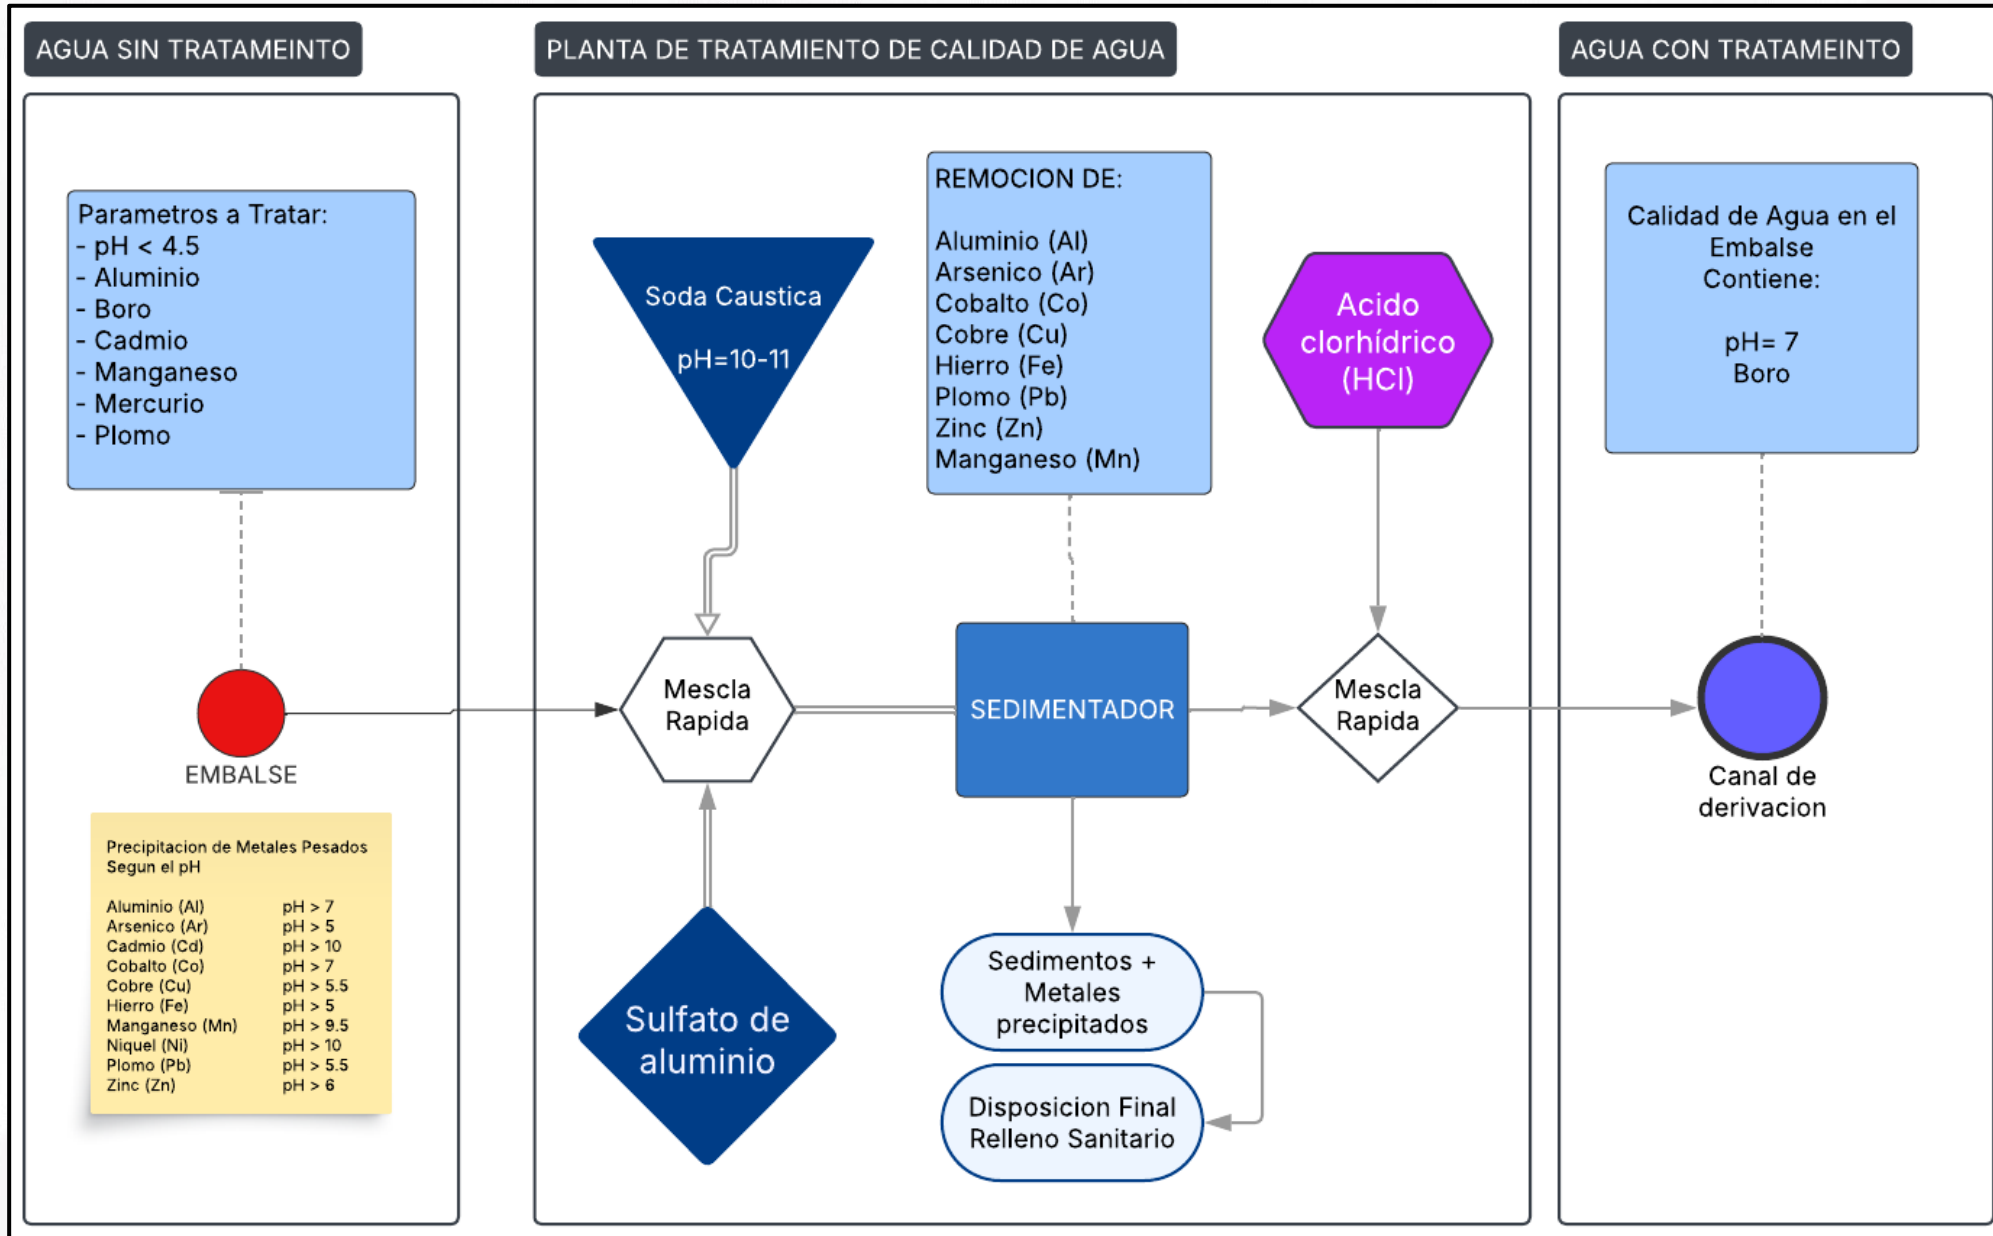 AGUA SIN TRATAMEINTO
Parametros a Tratar:
- pH < 4.5
- Aluminio
- Boro
- Cadmio
- Manganeso
- Mercurio
- Plomo
EMBALSE
Precipitacion de Metales Pesados
Segun el pH
Aluminio (Al) pH > 7
Arsenico (Ar) pH > 5
Cadmio (Cd) pH > 10
Cobalto (Co) pH > 7
Cobre (Cu) pH > 5.5
Hierro (Fe) pH > 5
Manganeso (Mn) pH > 9.5
Niquel (Ni) pH > 10
Plomo (Pb) pH > 5.5
Zinc (Zn) pH > 6
PLANTA DE TRATAMIENTO DE CALIDAD DE AGUA
Soda Caustica
pH=10-11
Mescla
Rapida
Sulfato de
aluminio
REMOCION DE:
Aluminio (Al)
Arsenico (Ar)
Cobalto (Co)
Cobre (Cu)
Hierro (Fe)
Plomo (Pb)
Zinc (Zn)
Manganeso (Mn)
SEDIMENTADOR
Sedimentos +
Metales
precipitados
Disposicion Final
Relleno Sanitario
Acido
clorhídrico
(HCl)
Mescla
Rapida
AGUA CON TRATAMEINTO
Calidad de Agua en el
Embalse
Contiene:
pH= 7
Boro
Canal de
derivacion